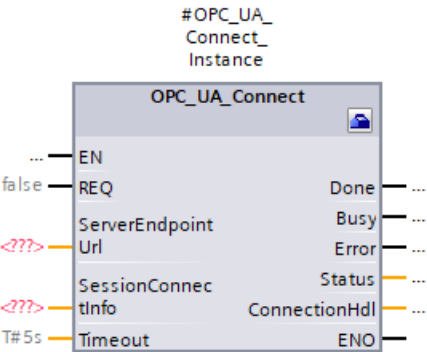 #OPC_UA_
Connect_
Instance
OPC_UA_Connect
... EN
false REQ Done ...
Busy ...
ServerEndpoint
<???> Url Error ...
Status ...
SessionConnec
<???> tInfo ConnectionHdl ...
T#5s Timeout ENO